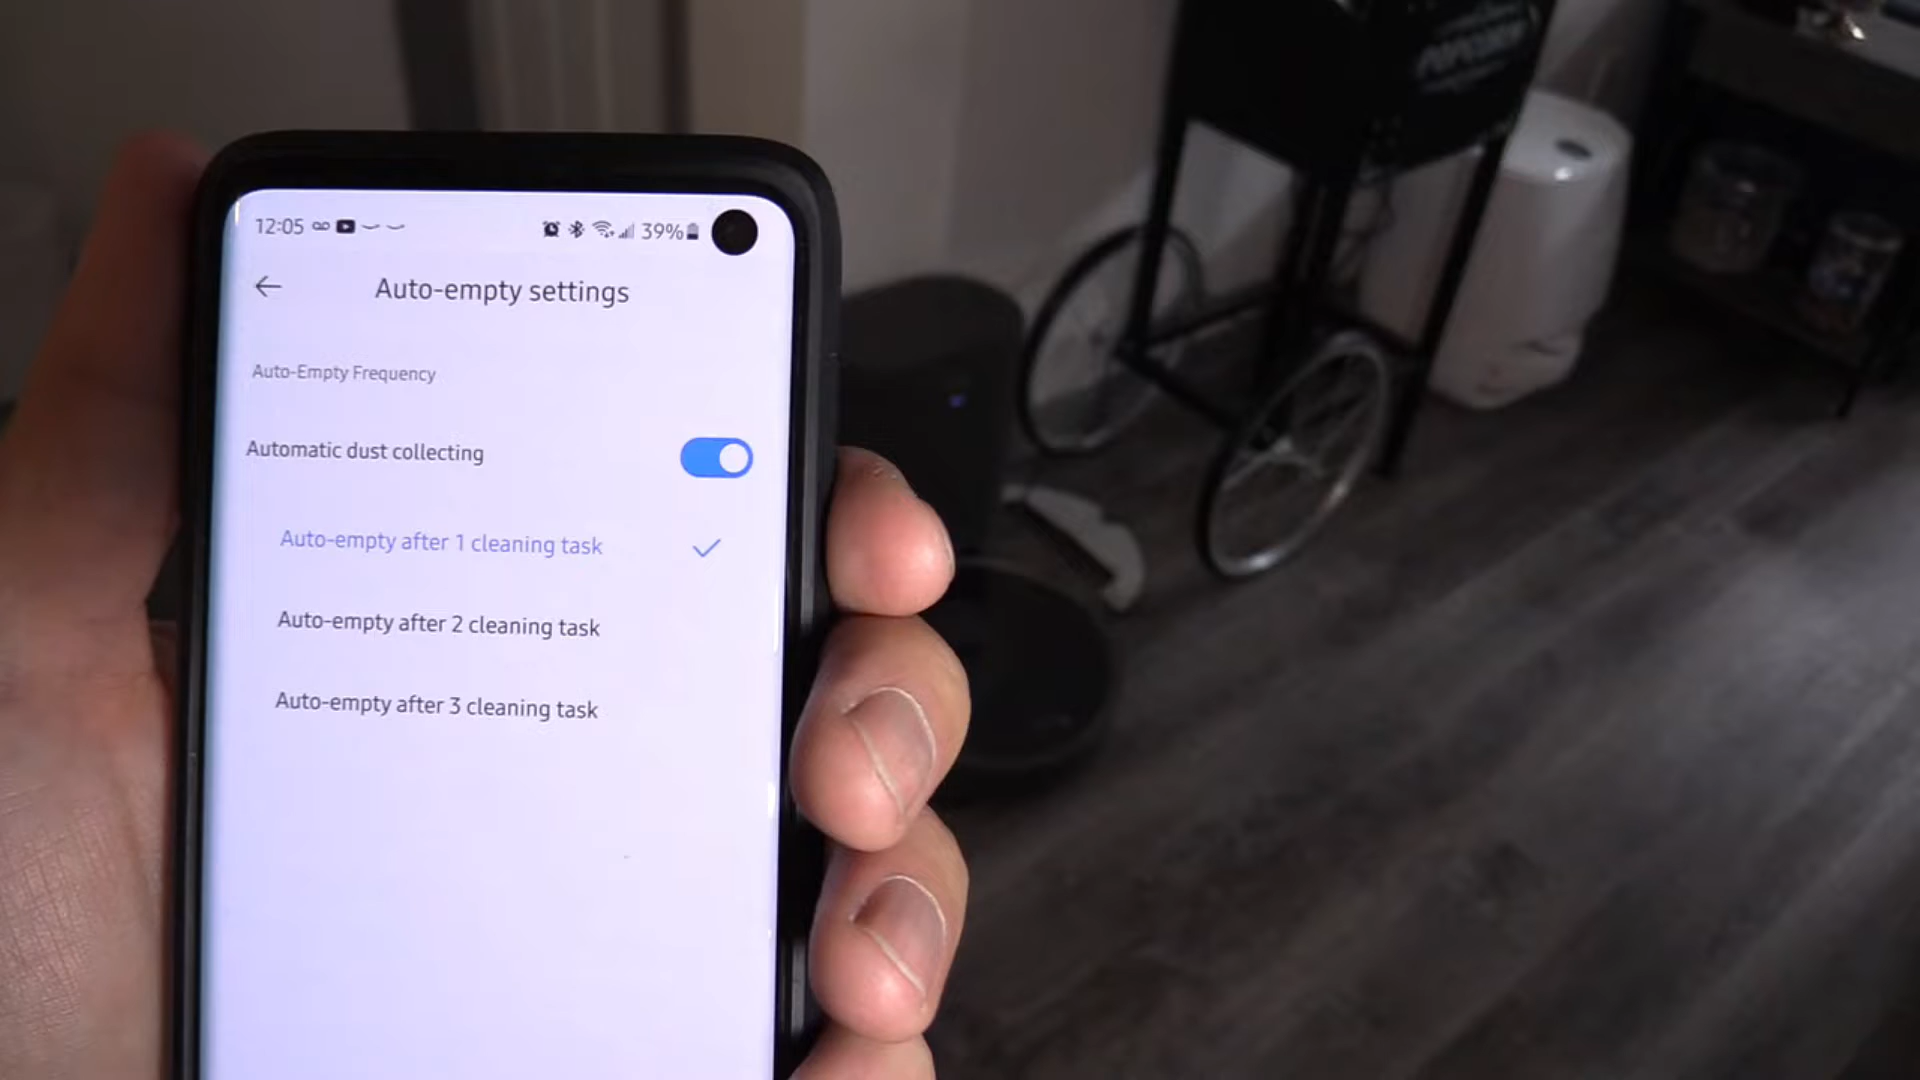 12:05 39%
Auto-empty settings
Auto-Empty Frequency
Automatic dust collecting
Auto-empty after 1 cleaning task
Auto-empty after 2 cleaning task
Auto-empty after 3 cleaning task
POPCORN